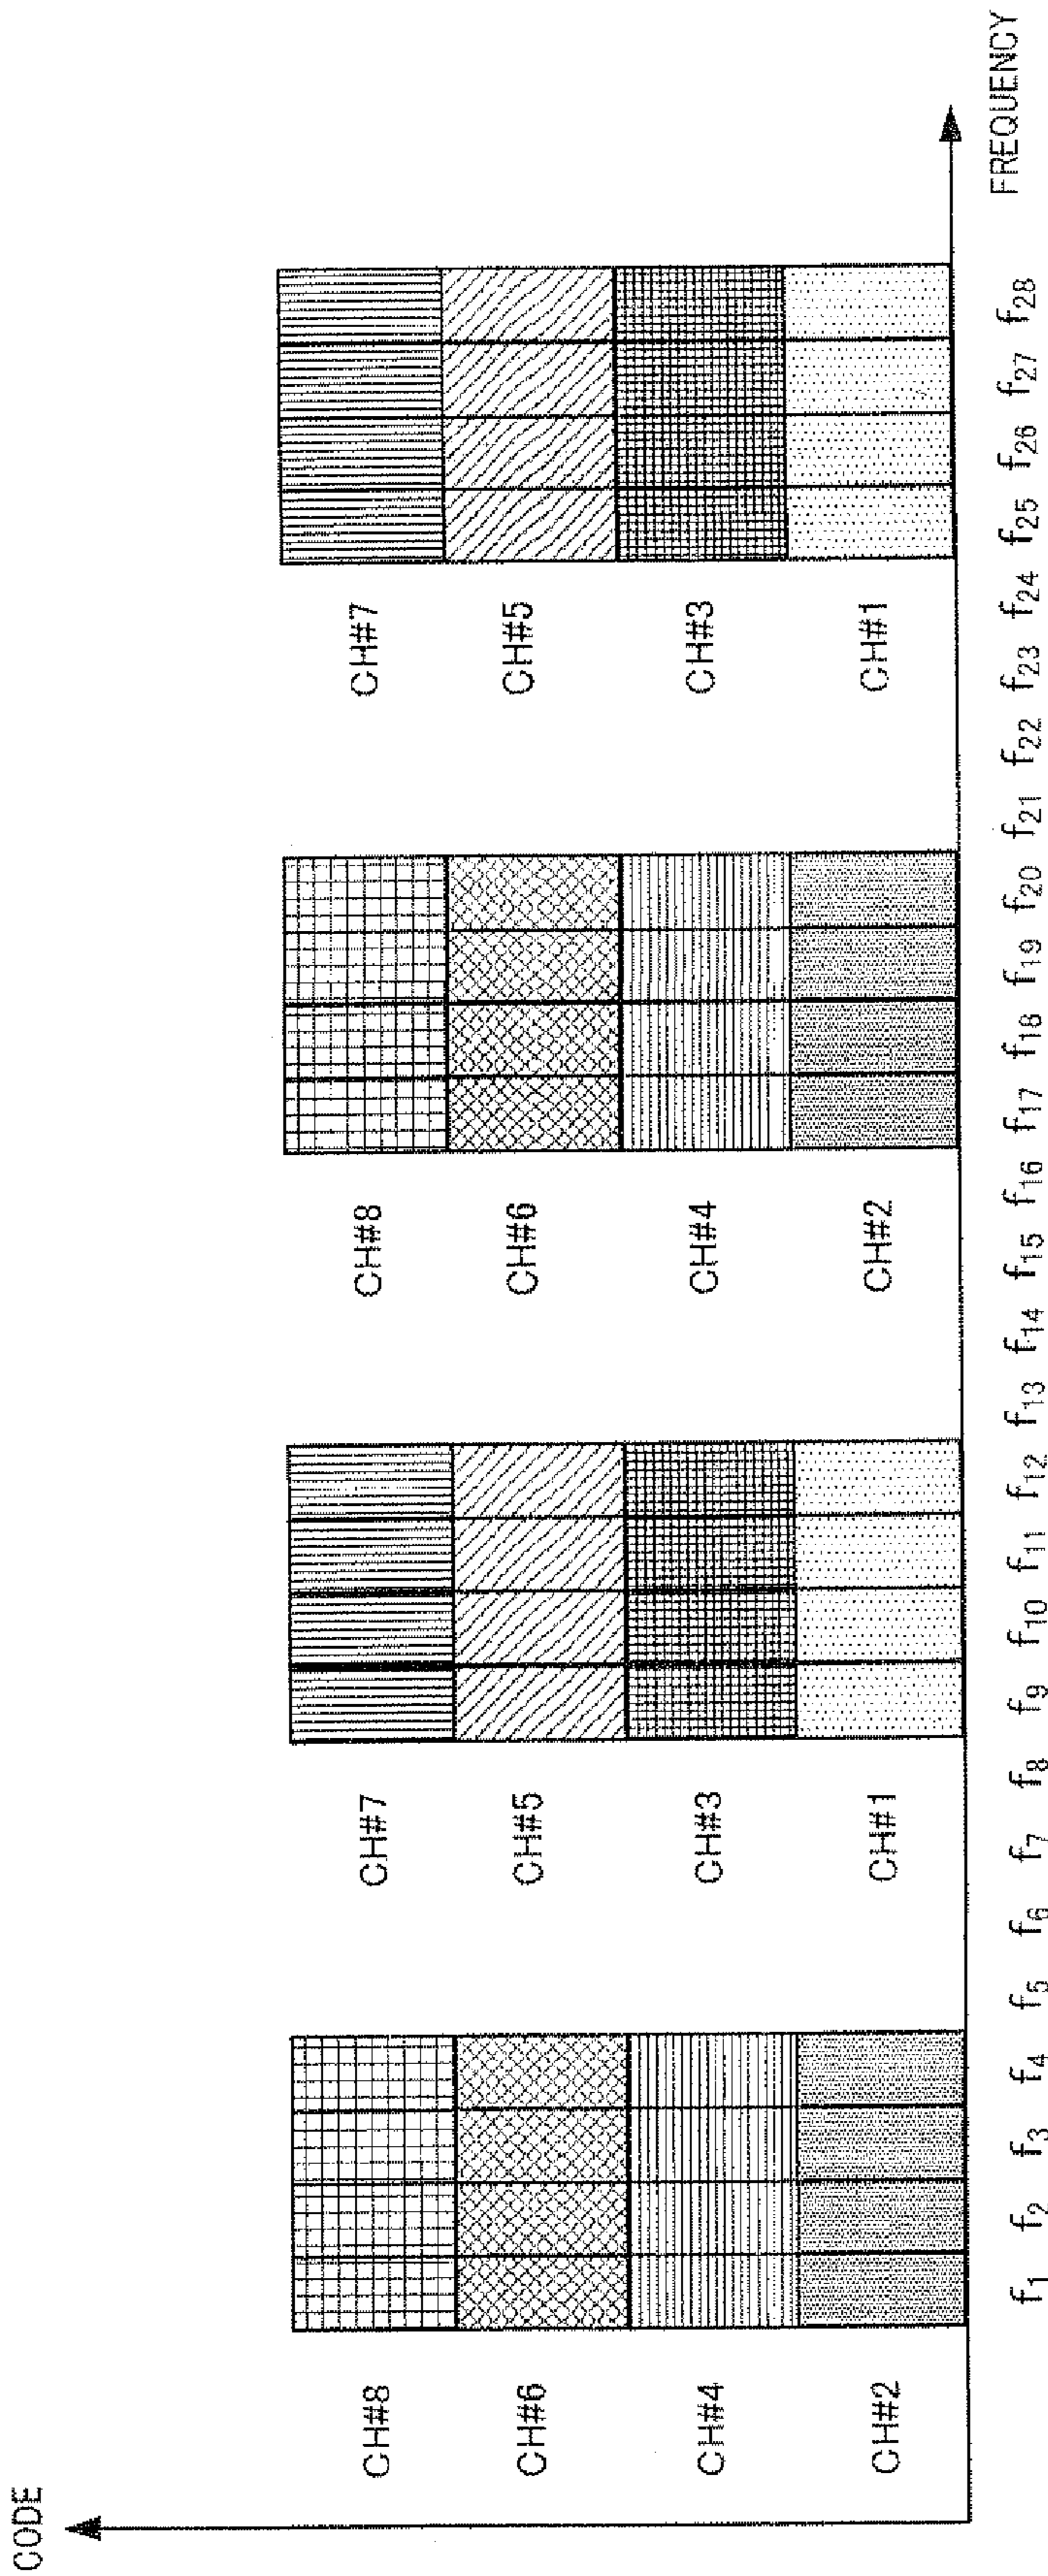 CODE
CH#8 CH#7 CH#8 CH#7
CH#6 CH#5 CH#6 CH#5
CH#4 CH#3 CH#4 CH#3
CH#2 CH#1 CH#2 CH#1
f1 f2 f3 f4 f5 f6 f7 f8 f9 f10 f11 f12 f13 f14 f15 f16 f17 f18 f19 f20 f21 f22 f23 f24 f25 f26 f27 f28
FREQUENCY